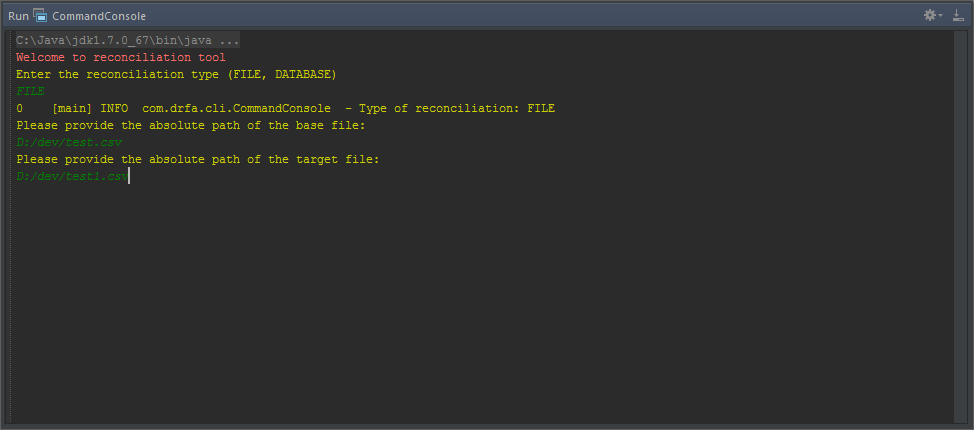 Run CommandConsole
C:\Java\jdk1.7.0_67\bin\java ...
Welcome to reconciliation tool
Enter the reconciliation type (FILE, DATABASE)
FILE
0    [main] INFO  com.drfa.cli.CommandConsole  - Type of reconciliation: FILE
Please provide the absolute path of the base file:
D:/dev/test.csv
Please provide the absolute path of the target file:
D:/dev/test1.csv